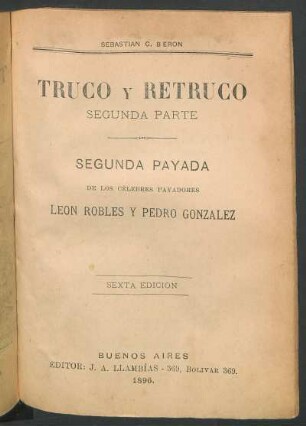 SEBASTIAN C. BERON
TRUCO Y RETRUCO
SEGUNDA PARTE
SEGUNDA PAYADA
DE LOS CÉLEBRES PAYADORES
LEON ROBLES Y PEDRO GONZALEZ
SEXTA EDICION
BUENOS AIRES
EDITOR: J. A. LLAMBÍAS - 369, BOLIVAR 369.
1896.